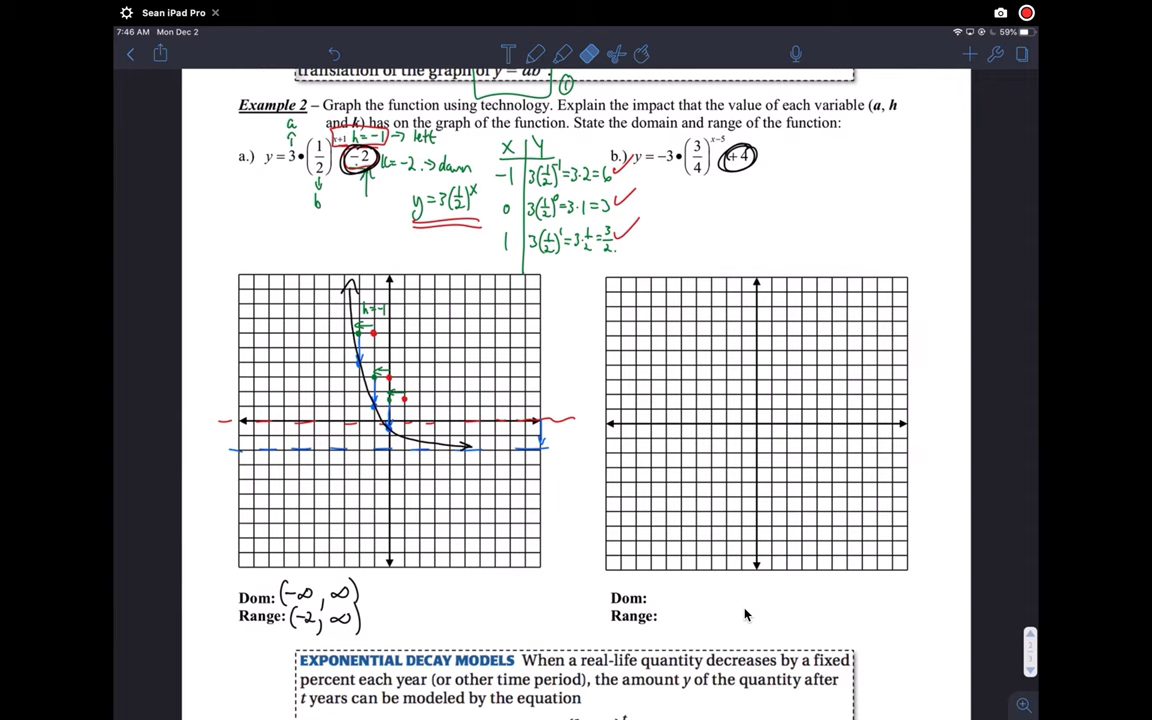 Sean iPad Pro ×
7:46 AM Mon Dec 2
59%
translation of the graph of y = ab ①
Example 2 – Graph the function using technology. Explain the impact that the value of each variable (a, h
and k) has on the graph of the function. State the domain and range of the function:
a
a.) y = 3•(1/2)^x+1 − 2
h=-1 → left
K=-2 → down
b
y = 3(1/2)^x
X | Y
-1 | 3(1/2)^-1 = 3·2 = 6
0 | 3(1/2)^0 = 3·1 = 3
1 | 3(1/2)^1 = 3·1/2 = 3/2
b.) y = −3•(3/4)^x−5 + 4
h=-1
Dom: (-∞, ∞)
Range: (-2, ∞)
Dom:
Range:
EXPONENTIAL DECAY MODELS When a real-life quantity decreases by a fixed
percent each year (or other time period), the amount y of the quantity after
t years can be modeled by the equation
2/3